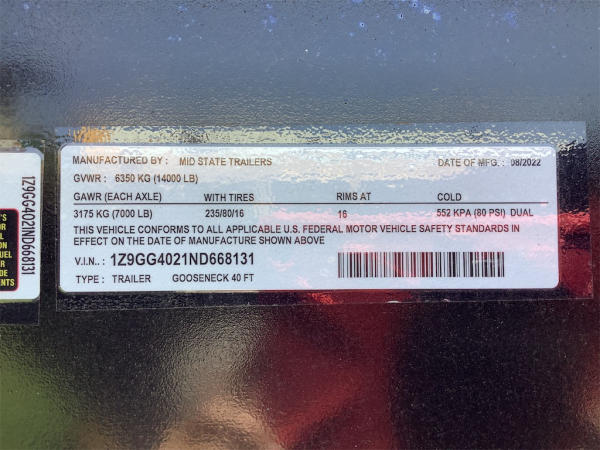 MANUFACTURED BY : MID STATE TRAILERS DATE OF MFG. : 08/2022
GVWR : 6350 KG (14000 LB)
GAWR (EACH AXLE) WITH TIRES RIMS AT COLD
3175 KG (7000 LB) 235/80/16 16 552 KPA (80 PSI) DUAL
THIS VEHICLE CONFORMS TO ALL APPLICABLE U.S. FEDERAL MOTOR VEHICLE SAFETY STANDARDS IN
EFFECT ON THE DATE OF MANUFACTURE SHOWN ABOVE
V.I.N.. : 1Z9GG4021ND668131
TYPE : TRAILER GOOSENECK 40 FT
1Z9GG4021ND668131